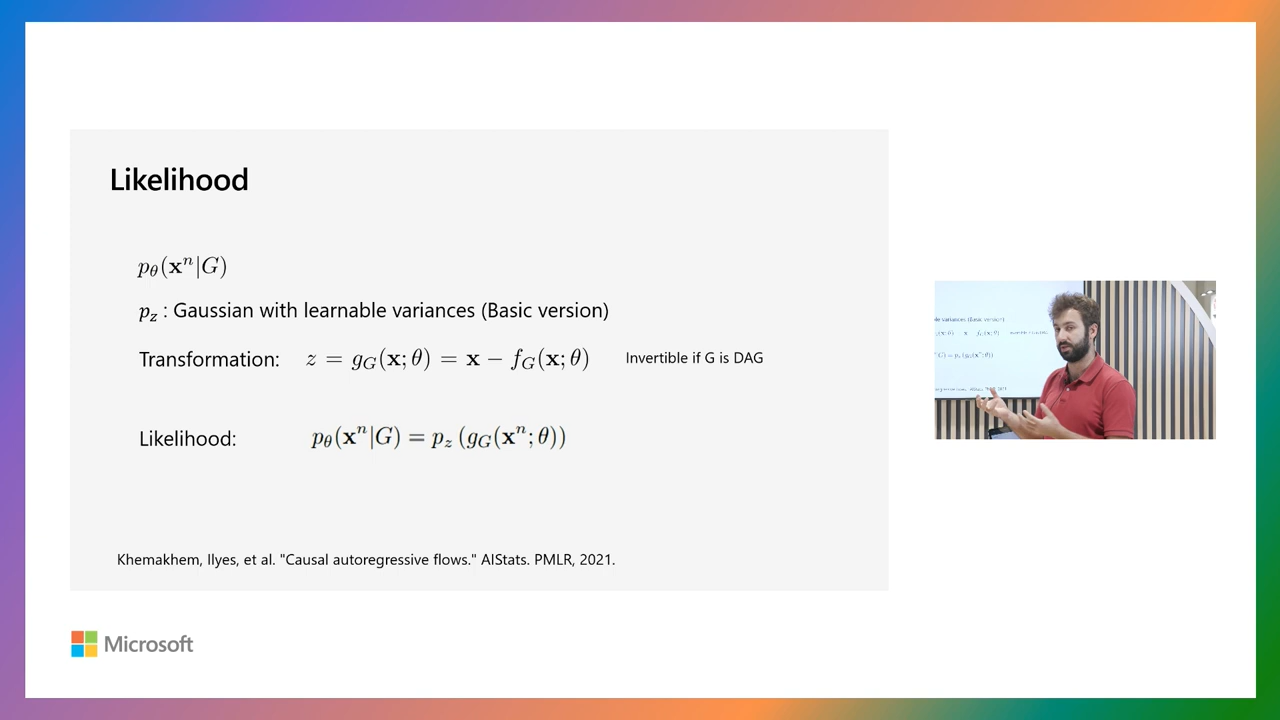 Likelihood
pθ(xⁿ|G)
p_z : Gaussian with learnable variances (Basic version)
Transformation: z = g_G(x; θ) = x − f_G(x; θ) Invertible if G is DAG
Likelihood: pθ(xⁿ|G) = p_z (g_G(xⁿ; θ))
Khemakhem, Ilyes, et al. "Causal autoregressive flows." AIStats. PMLR, 2021.
Microsoft